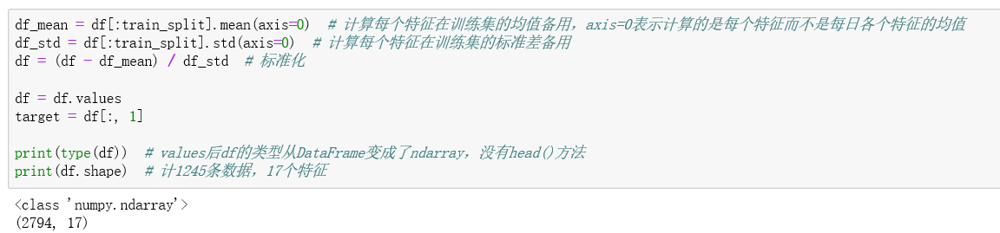 df_mean = df[:train_split].mean(axis=0)  # 计算每个特征在训练集的均值备用，axis=0表示计算的是每个特征而不是每日各个特征的均值
df_std = df[:train_split].std(axis=0)  # 计算每个特征在训练集的标准差备用
df = (df - df_mean) / df_std  # 标准化
df = df.values
target = df[:, 1]
print(type(df))  # values后df的类型从DataFrame变成了ndarray，没有head()方法
print(df.shape)  # 计1245条数据，17个特征
<class 'numpy.ndarray'>
(2794, 17)